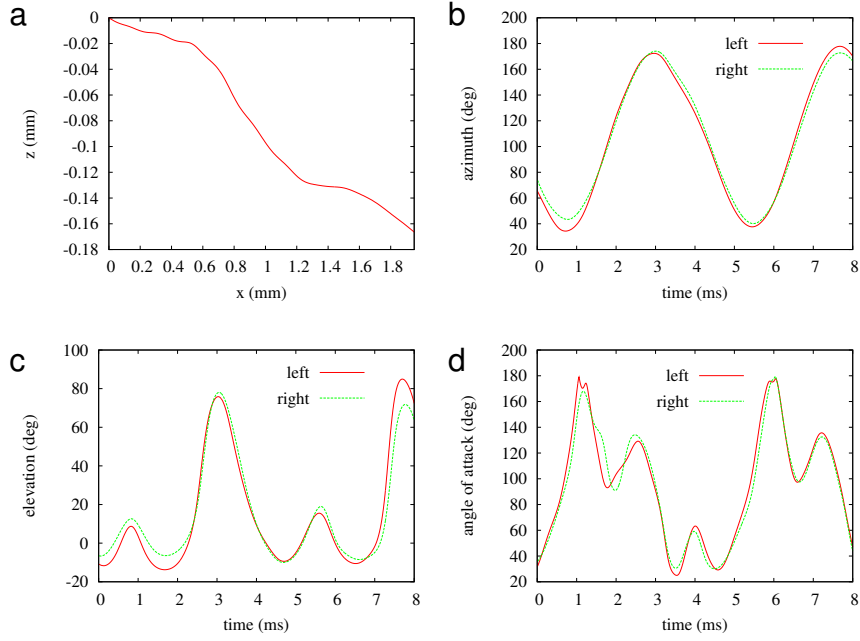 a
0
-0.02
-0.04
-0.06
-0.08
-0.1
-0.12
-0.14
-0.16
-0.18
z (mm)
0 0.2 0.4 0.6 0.8 1 1.2 1.4 1.6 1.8
x (mm)
b
200
180
160
140
120
100
80
60
40
20
azimuth (deg)
left
right
0 1 2 3 4 5 6 7 8
time (ms)
c
100
80
60
40
20
0
-20
elevation (deg)
left
right
0 1 2 3 4 5 6 7 8
time (ms)
d
200
180
160
140
120
100
80
60
40
20
angle of attack (deg)
left
right
0 1 2 3 4 5 6 7 8
time (ms)